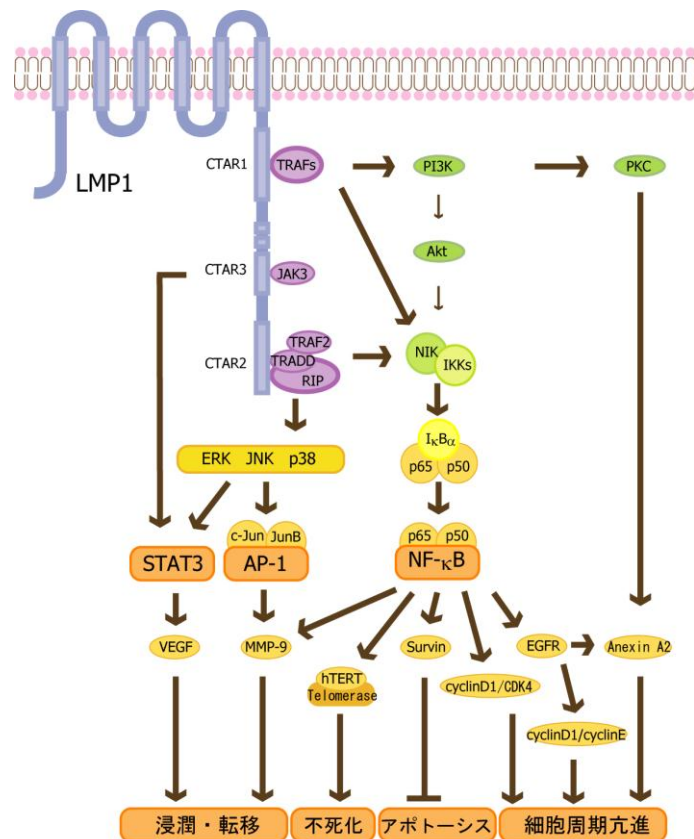 LMP1
CTAR1
TRAFs
PI3K
PKC
Akt
CTAR3
JAK3
CTAR2
TRAF2
TRADD
RIP
NIK
IKKs
IκBα
p65
p50
ERK JNK p38
c-Jun
JunB
p65
p50
STAT3
AP-1
NF-κB
VEGF
MMP-9
Survin
EGFR
Anexin A2
hTERT
Telomerase
cyclinD1/CDK4
cyclinD1/cyclinE
浸潤・転移
不死化
アポトーシス
細胞周期亢進